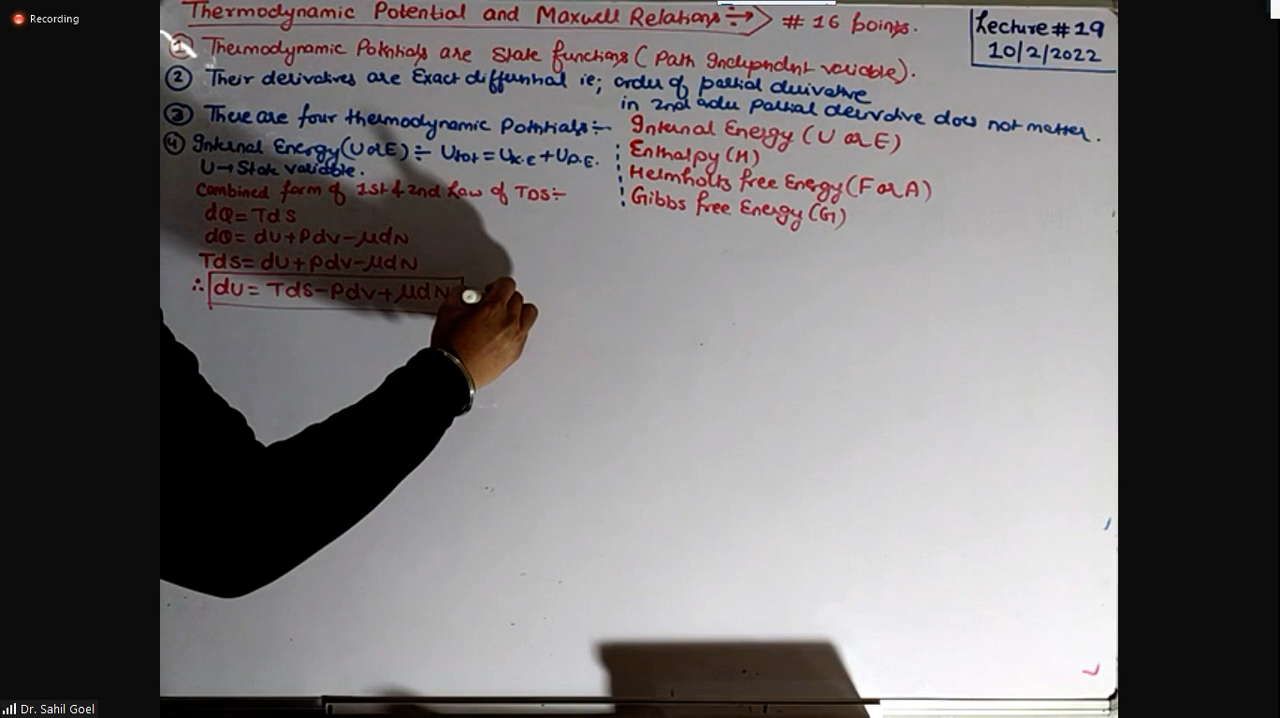 Recording
Thermodynamic Potential and Maxwell Relations ÷→ # 16 points.
Lecture # 19
10/2/2022
① Thermodynamic Potentials are State functions (Path Independent variable).
② Their derivatives are Exact differential ie; order of partial derivative
in 2nd order partial derivative does not matter.
③ There are four thermodynamic Potentials:-
Internal Energy (U or E)
Enthalpy (H)
Helmholts free Energy (F or A)
Gibbs free Energy (G)
④ Internal Energy (U or E) ÷ Utot = UK.E + UP.E.
U→ State variable.
Combined form of 1st & 2nd Law of TDS:-
dQ = TdS
dQ = dU + Pdv - μdN
Tds = dU + Pdv - μdN
∴ dU = Tds - Pdv + μdN
Dr. Sahil Goel